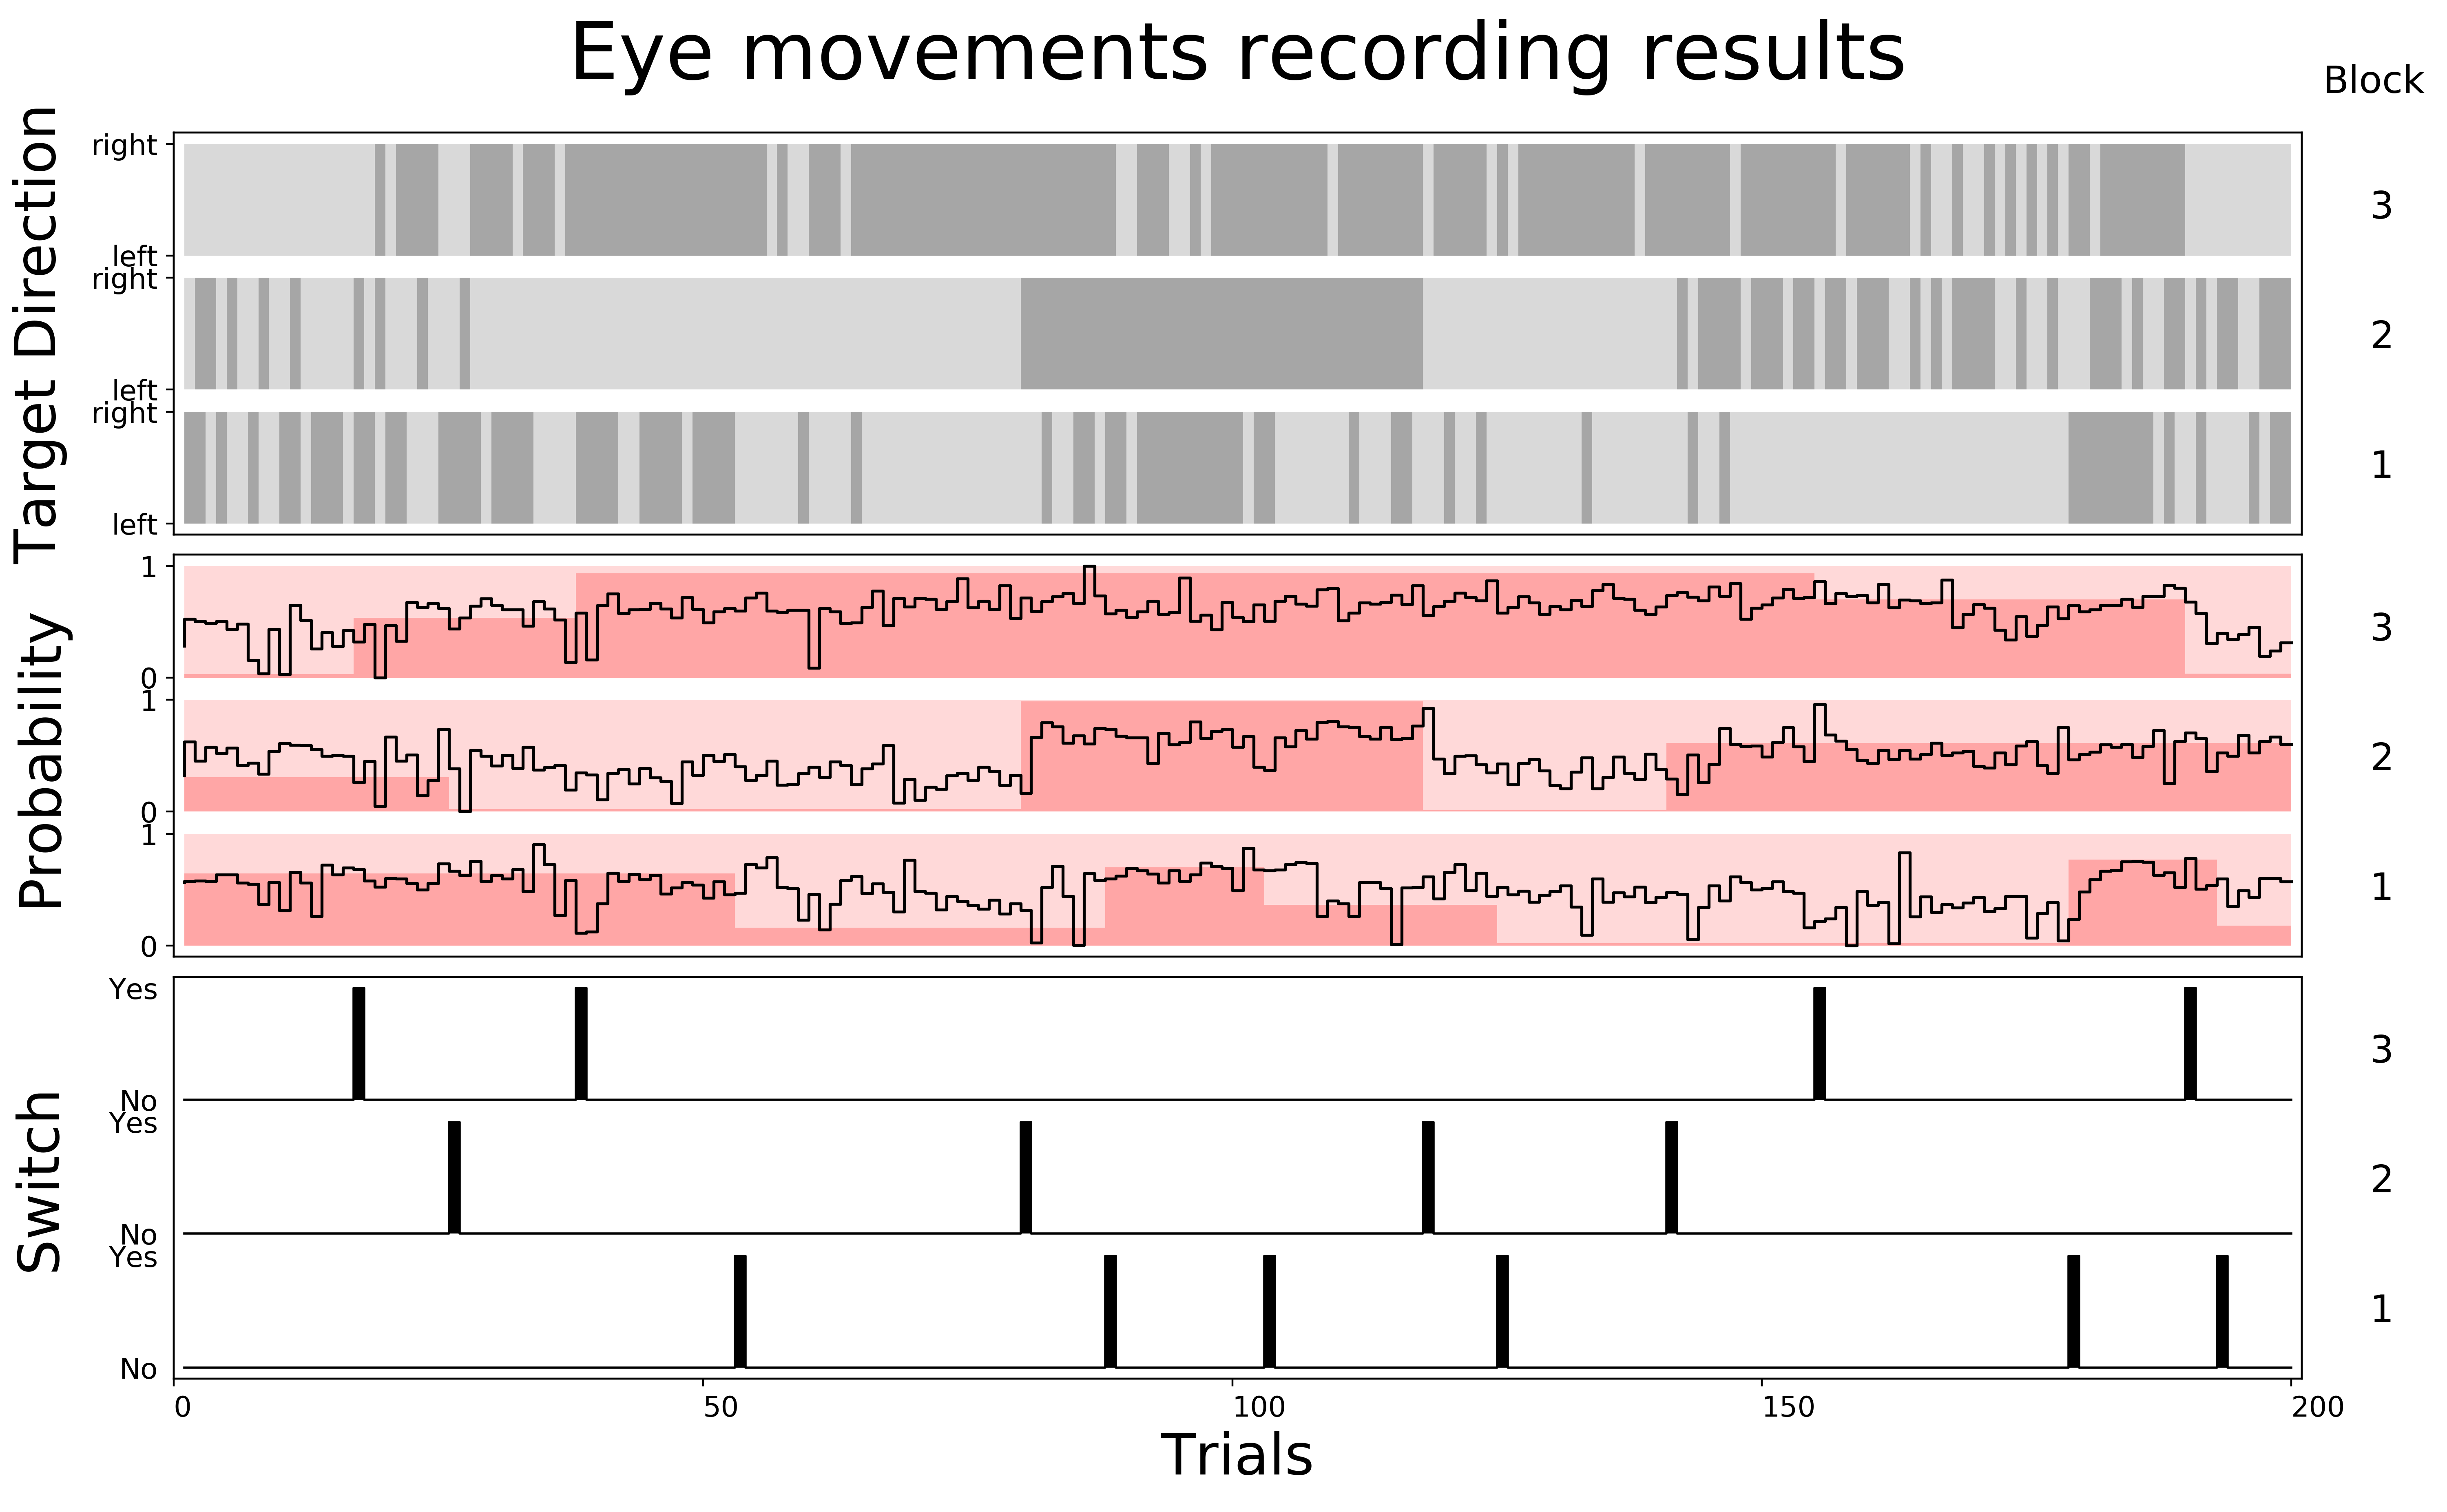 Eye movements recording results
Block
Target Direction
right
left
3
right
left
2
right
left
1
Probability
1
0
3
1
0
2
1
0
1
Switch
Yes
No
3
Yes
No
2
Yes
No
1
0 50 100 150 200
Trials